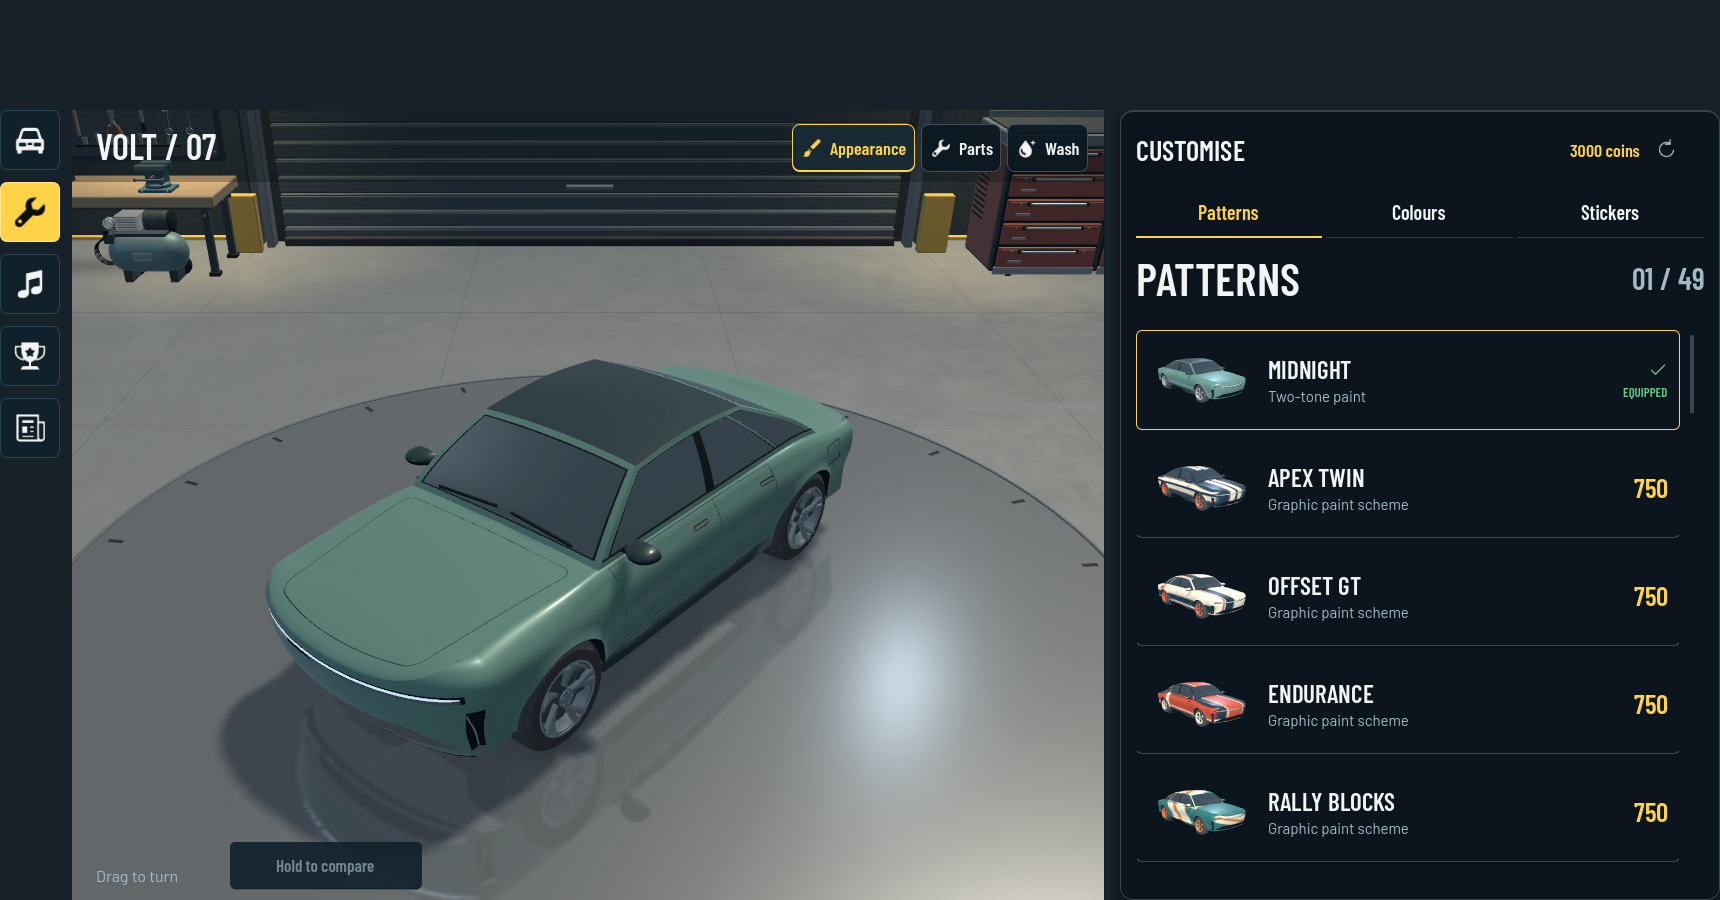 VOLT / 07
Appearance
Parts
Wash
Drag to turn
Hold to compare
CUSTOMISE
3000 coins
Patterns
Colours
Stickers
PATTERNS
01 / 49
MIDNIGHT
Two-tone paint
EQUIPPED
APEX TWIN
Graphic paint scheme
750
OFFSET GT
Graphic paint scheme
750
ENDURANCE
Graphic paint scheme
750
RALLY BLOCKS
Graphic paint scheme
750